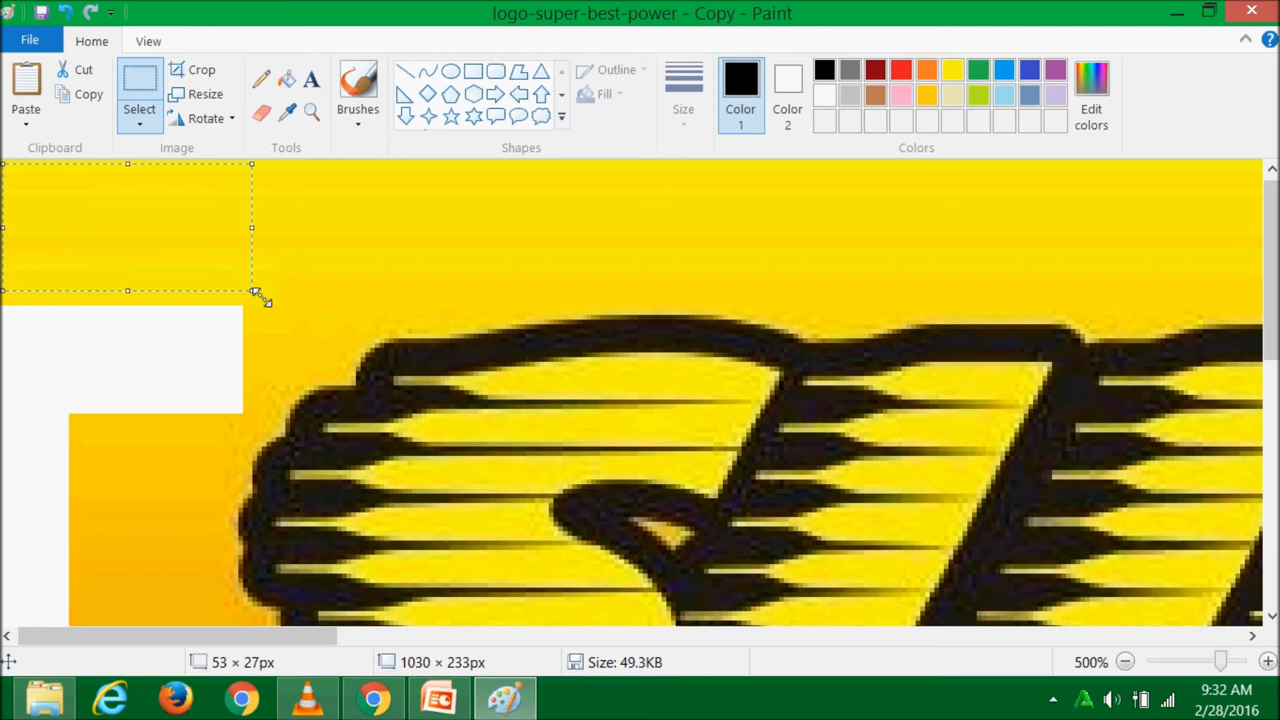 logo-super-best-power - Copy - Paint
File Home View
Paste
Cut
Copy
Clipboard
Select
Crop
Resize
Rotate
Image
A
Tools
Brushes
Shapes
Outline
Fill
Size
Color 1
Color 2
Edit colors
Colors
53 × 27px
1030 × 233px
Size: 49.3KB
500%
9:32 AM
2/28/2016